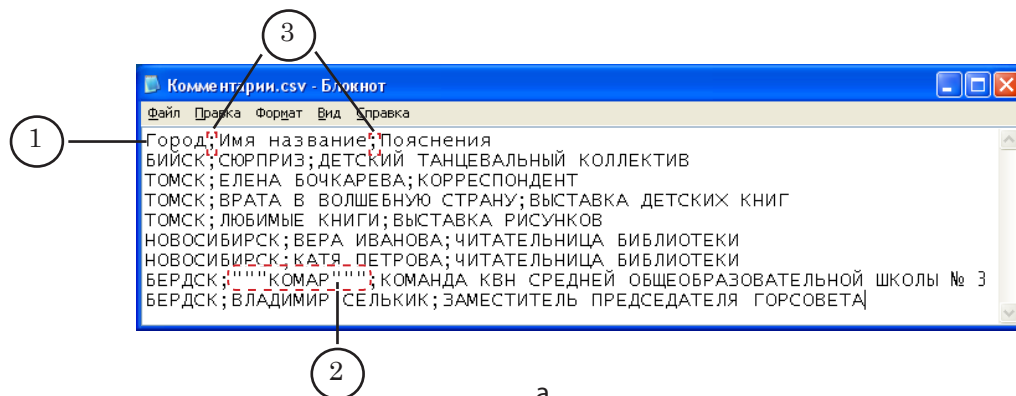 3
Комментарии.csv - Блокнот
Файл Правка Формат Вид Справка
1
Город;Имя название;Пояснения
БИЙСК;СЮРПРИЗ;ДЕТСКИЙ ТАНЦЕВАЛЬНЫЙ КОЛЛЕКТИВ
ТОМСК;ЕЛЕНА БОЧКАРЕВА;КОРРЕСПОНДЕНТ
ТОМСК;ВРАТА В ВОЛШЕБНУЮ СТРАНУ;ВЫСТАВКА ДЕТСКИХ КНИГ
ТОМСК;ЛЮБИМЫЕ КНИГИ;ВЫСТАВКА РИСУНКОВ
НОВОСИБИРСК;ВЕРА ИВАНОВА;ЧИТАТЕЛЬНИЦА БИБЛИОТЕКИ
НОВОСИБИРСК;КАТЯ ПЕТРОВА;ЧИТАТЕЛЬНИЦА БИБЛИОТЕКИ
БЕРДСК;"""КОМАР""";КОМАНДА КВН СРЕДНЕЙ ОБЩЕОБРАЗОВАТЕЛЬНОЙ ШКОЛЫ № 3
БЕРДСК;ВЛАДИМИР СЕЛЬКИК;ЗАМЕСТИТЕЛЬ ПРЕДСЕДАТЕЛЯ ГОРСОВЕТА
2
а